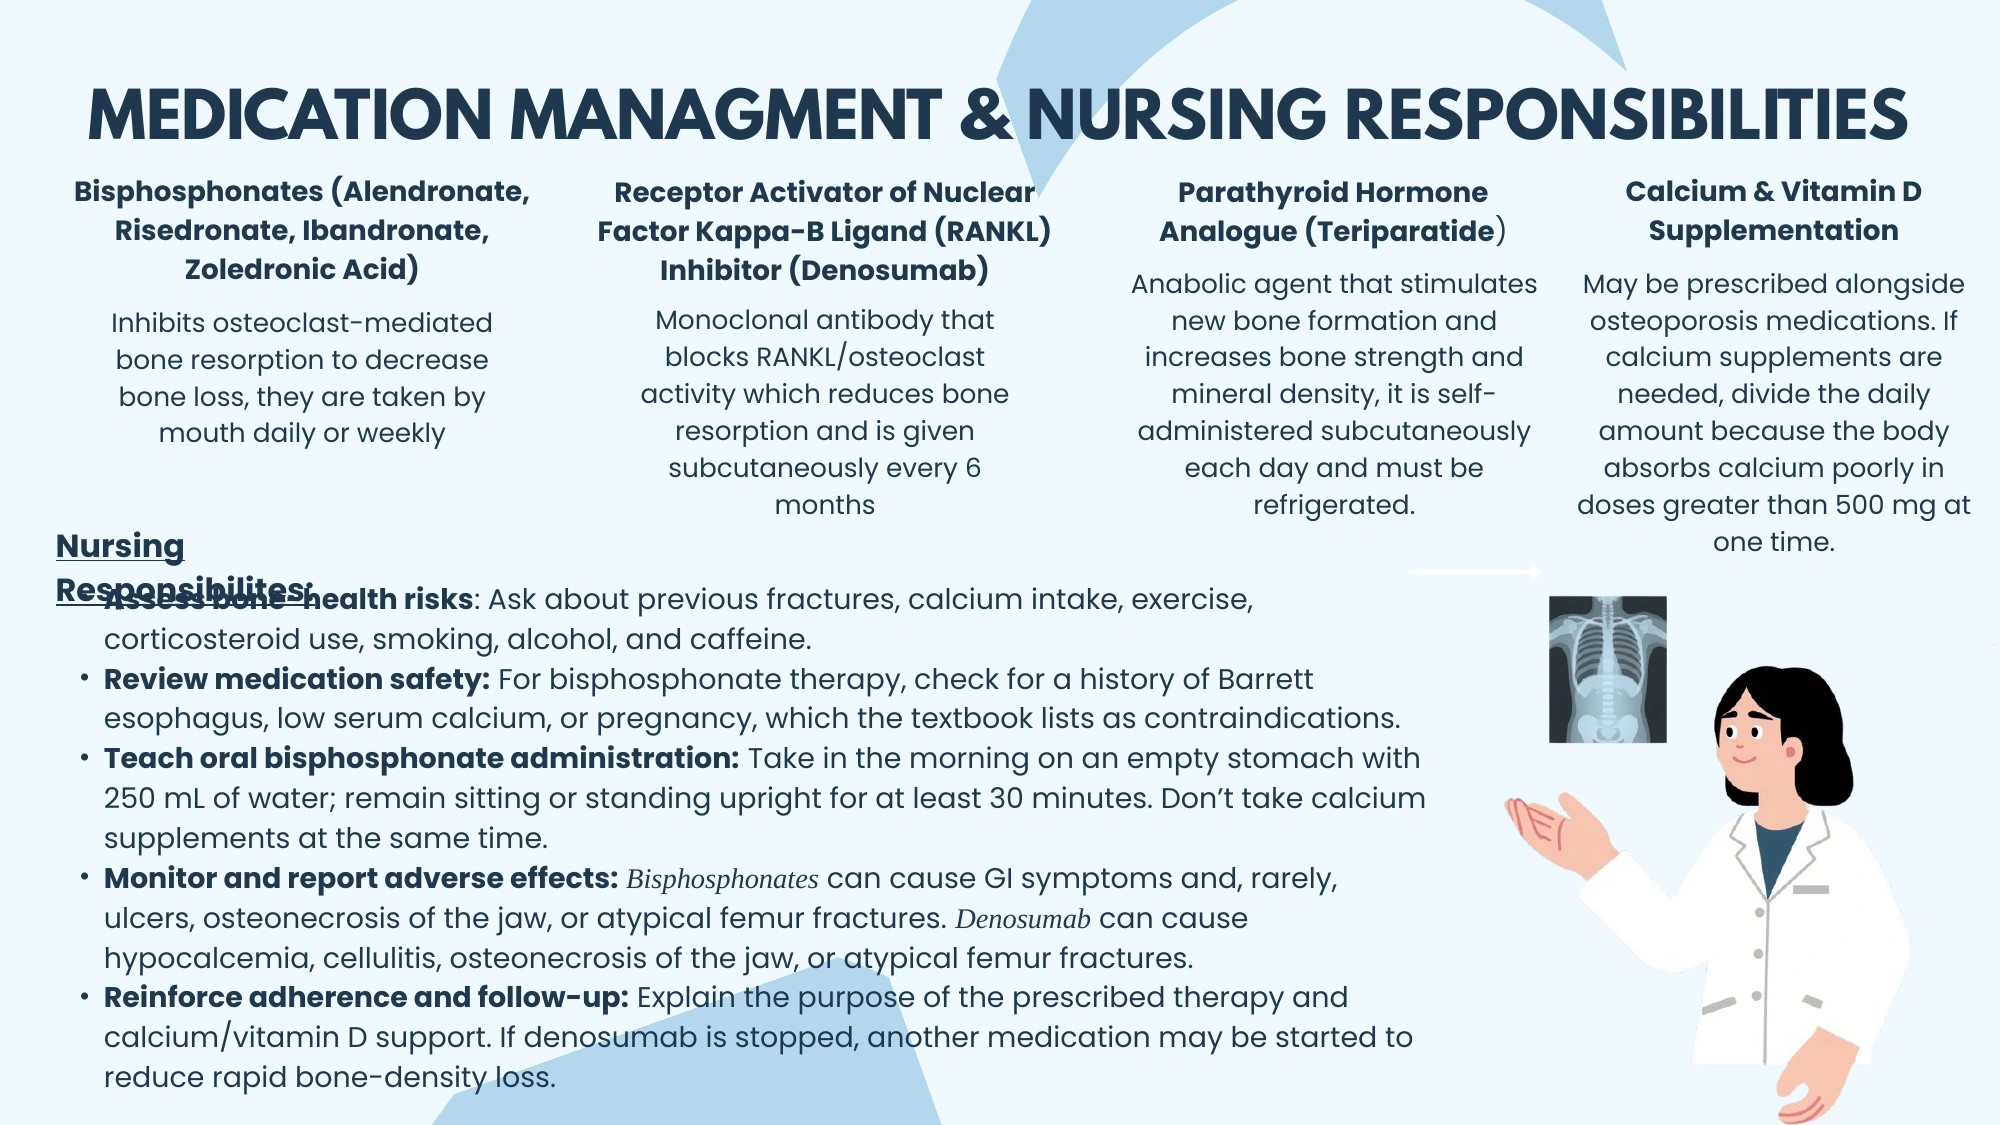 MEDICATION MANAGMENT & NURSING RESPONSIBILITIES
Bisphosphonates (Alendronate,
Risedronate, Ibandronate,
Zoledronic Acid)
Inhibits osteoclast-mediated
bone resorption to decrease
bone loss, they are taken by
mouth daily or weekly
Receptor Activator of Nuclear
Factor Kappa-B Ligand (RANKL)
Inhibitor (Denosumab)
Monoclonal antibody that
blocks RANKL/osteoclast
activity which reduces bone
resorption and is given
subcutaneously every 6
months
Parathyroid Hormone
Analogue (Teriparatide)
Anabolic agent that stimulates
new bone formation and
increases bone strength and
mineral density, it is self-
administered subcutaneously
each day and must be
refrigerated.
Calcium & Vitamin D
Supplementation
May be prescribed alongside
osteoporosis medications. If
calcium supplements are
needed, divide the daily
amount because the body
absorbs calcium poorly in
doses greater than 500 mg at
one time.
Nursing
Responsibilites:
• Assess bone-health risks: Ask about previous fractures, calcium intake, exercise,
corticosteroid use, smoking, alcohol, and caffeine.
• Review medication safety: For bisphosphonate therapy, check for a history of Barrett
esophagus, low serum calcium, or pregnancy, which the textbook lists as contraindications.
• Teach oral bisphosphonate administration: Take in the morning on an empty stomach with
250 mL of water; remain sitting or standing upright for at least 30 minutes. Don’t take calcium
supplements at the same time.
• Monitor and report adverse effects: Bisphosphonates can cause GI symptoms and, rarely,
ulcers, osteonecrosis of the jaw, or atypical femur fractures. Denosumab can cause
hypocalcemia, cellulitis, osteonecrosis of the jaw, or atypical femur fractures.
• Reinforce adherence and follow-up: Explain the purpose of the prescribed therapy and
calcium/vitamin D support. If denosumab is stopped, another medication may be started to
reduce rapid bone-density loss.